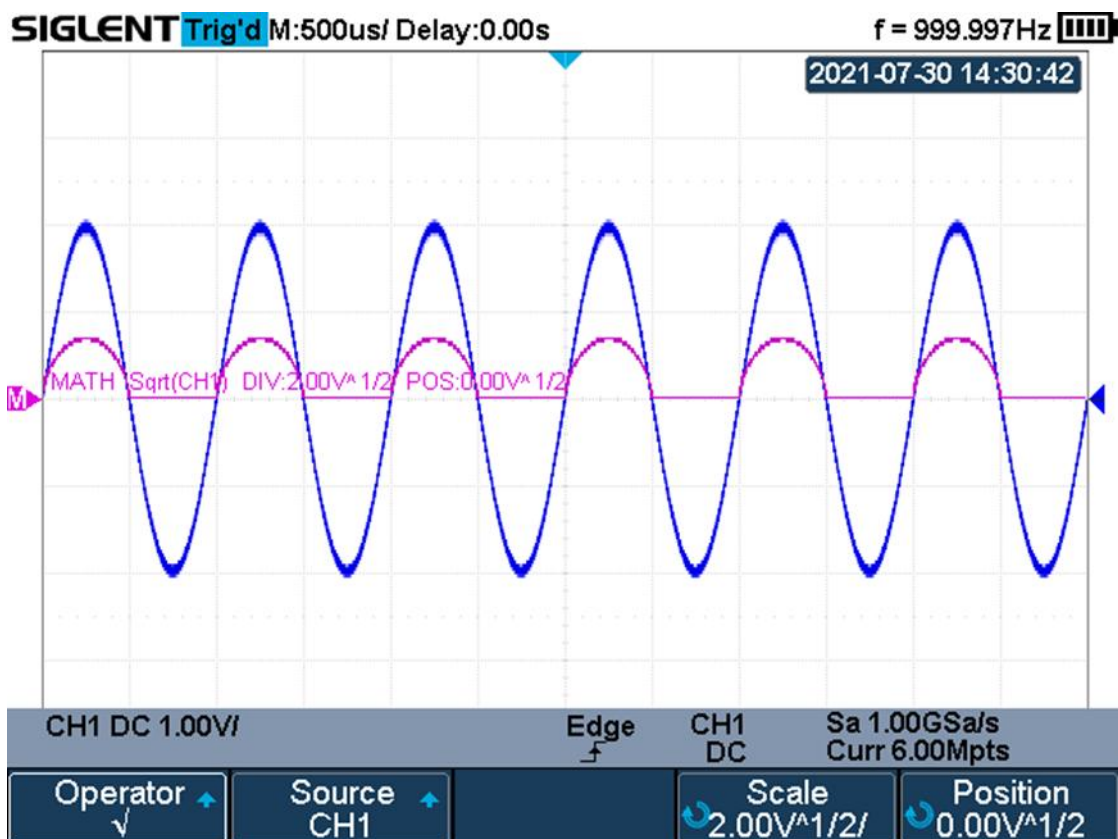 SIGLENT Trig'd M:500us/ Delay:0.00s f = 999.997Hz
2021-07-30 14:30:42
MATH Sqrt(CH1) DIV:2.00V^1/2 POS:0.00V^1/2
M
CH1 DC 1.00V/ Edge CH1 Sa 1.00GSa/s
DC Curr 6.00Mpts
Operator Source Scale Position
√ CH1 2.00V^1/2/ 0.00V^1/2